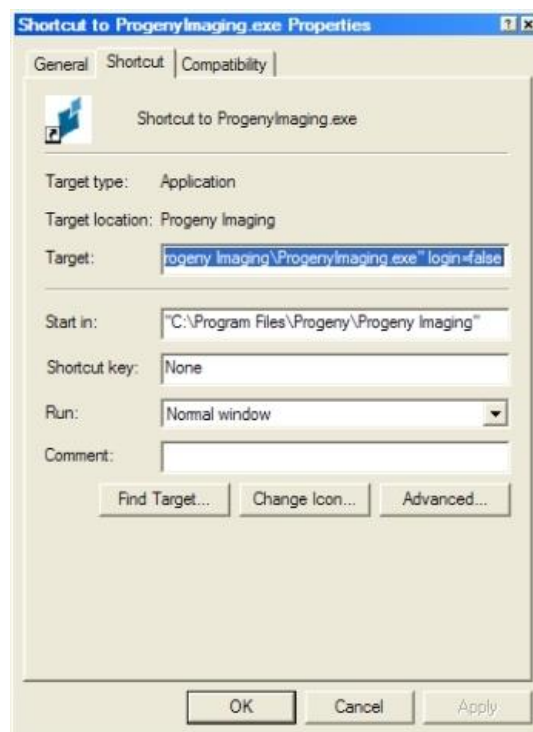 Shortcut to ProgenyImaging.exe Properties
General Shortcut Compatibility
Shortcut to ProgenyImaging.exe
Target type: Application
Target location: Progeny Imaging
Target: rogeny Imaging\ProgenyImaging.exe" login=false
Start in: "C:\Program Files\Progeny\Progeny Imaging"
Shortcut key: None
Run: Normal window
Comment:
Find Target... Change Icon... Advanced...
OK Cancel Apply